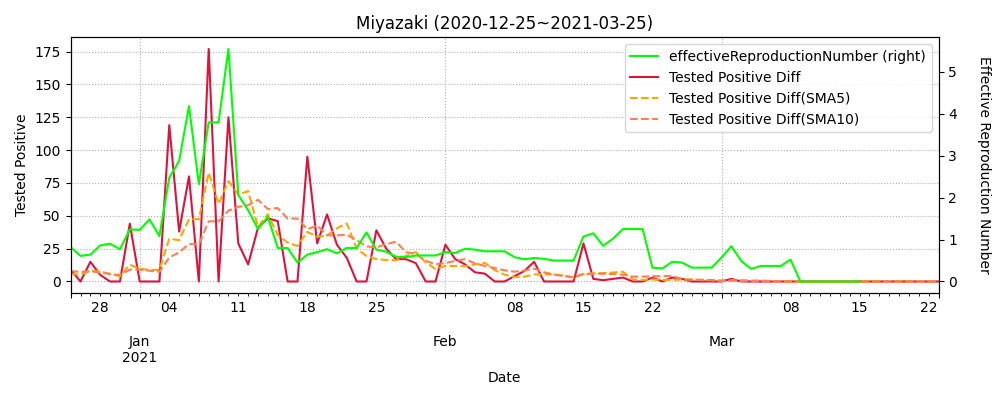 Miyazaki (2020-12-25~2021-03-25)
effectiveReproductionNumber (right)
Tested Positive Diff
Tested Positive Diff(SMA5)
Tested Positive Diff(SMA10)
Tested Positive
175
150
125
100
75
50
25
0
Effective Reproduction Number
5
4
3
2
1
0
28 04 11 18 25 08 15 22 08 15 22
Jan Feb Mar
2021
Date